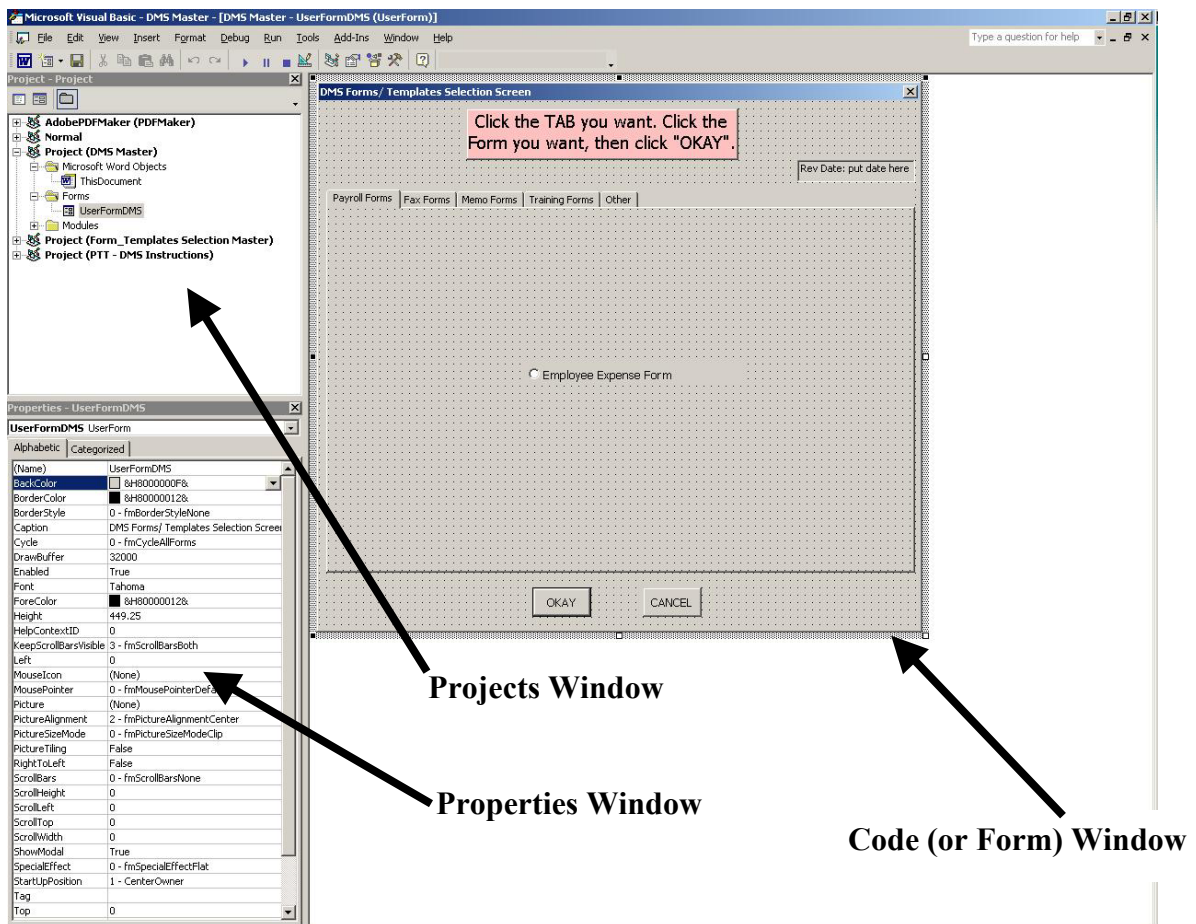 Microsoft Visual Basic - DMS Master - [DMS Master - UserFormDMS (UserForm)]
File Edit View Insert Format Debug Run Tools Add-Ins Window Help
Type a question for help
Project - Project
AdobePDFMaker (PDFMaker)
Normal
Project (DMS Master)
Microsoft Word Objects
ThisDocument
Forms
UserFormDMS
Modules
Project (Form_Templates Selection Master)
Project (PTT - DMS Instructions)
DMS Forms/ Templates Selection Screen
Click the TAB you want. Click the
Form you want, then click "OKAY".
Rev Date: put date here
Payroll Forms Fax Forms Memo Forms Training Forms Other
Employee Expense Form
OKAY CANCEL
Properties - UserFormDMS
UserFormDMS UserForm
Alphabetic Categorized
(Name) UserFormDMS
BackColor &H8000000F&
BorderColor &H80000012&
BorderStyle 0 - fmBorderStyleNone
Caption DMS Forms/ Templates Selection Screen
Cycle 0 - fmCycleAllForms
DrawBuffer 32000
Enabled True
Font Tahoma
ForeColor &H80000012&
Height 449.25
HelpContextID 0
KeepScrollBarsVisible 3 - fmScrollBarsBoth
Left 0
MouseIcon (None)
MousePointer 0 - fmMousePointerDefa
Picture (None)
PictureAlignment 2 - fmPictureAlignmentCenter
PictureSizeMode 0 - fmPictureSizeModeClip
PictureTiling False
RightToLeft False
ScrollBars 0 - fmScrollBarsNone
ScrollHeight 0
ScrollLeft 0
ScrollTop 0
ScrollWidth 0
ShowModal True
SpecialEffect 0 - fmSpecialEffectFlat
StartUpPosition 1 - CenterOwner
Tag
Top 0
Projects Window
Properties Window
Code (or Form) Window